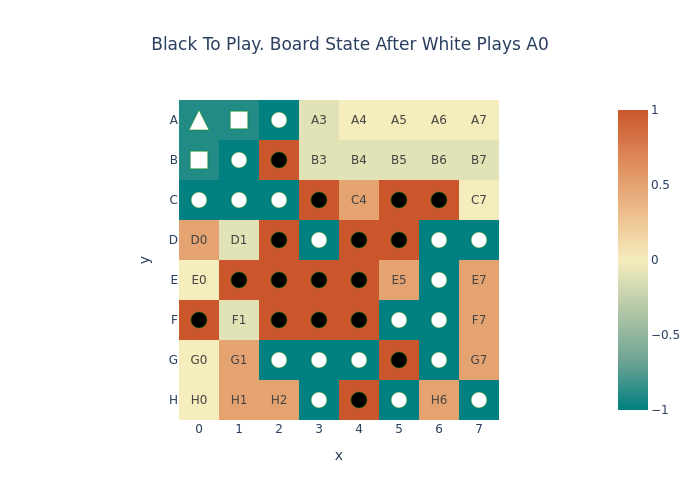 Black To Play. Board State After White Plays A0
A A3 A4 A5 A6 A7
B B3 B4 B5 B6 B7
C C4 C7
D D0 D1
E E0 E5 E7
F F1 F7
G G0 G1 G7
H H0 H1 H2 H6
0 1 2 3 4 5 6 7
x
y
1
0.5
0
−0.5
−1